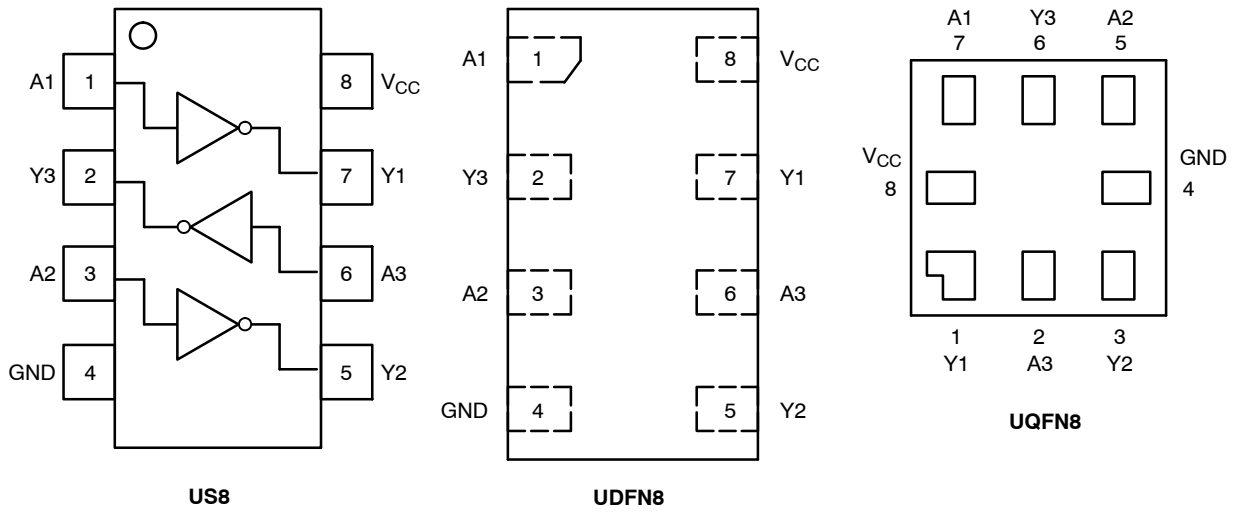 A1 1 8 VCC
Y3 2 7 Y1
A2 3 6 A3
GND 4 5 Y2
US8
A1 1 8 VCC
Y3 2 7 Y1
A2 3 6 A3
GND 4 5 Y2
UDFN8
A1 Y3 A2
7 6 5
VCC GND
8 4
1 2 3
Y1 A3 Y2
UQFN8